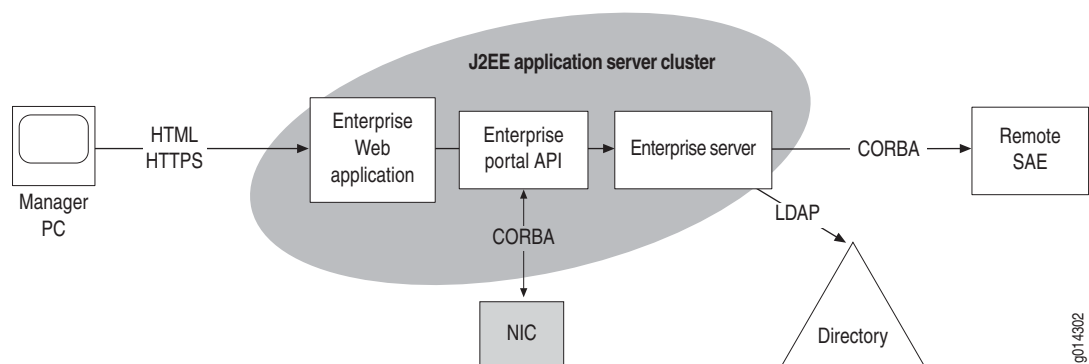 J2EE application server cluster
HTML
HTTPS
Enterprise
Web
application
Enterprise
portal API
Enterprise server
CORBA
Remote
SAE
Manager
PC
CORBA
LDAP
NIC
Directory
g014302